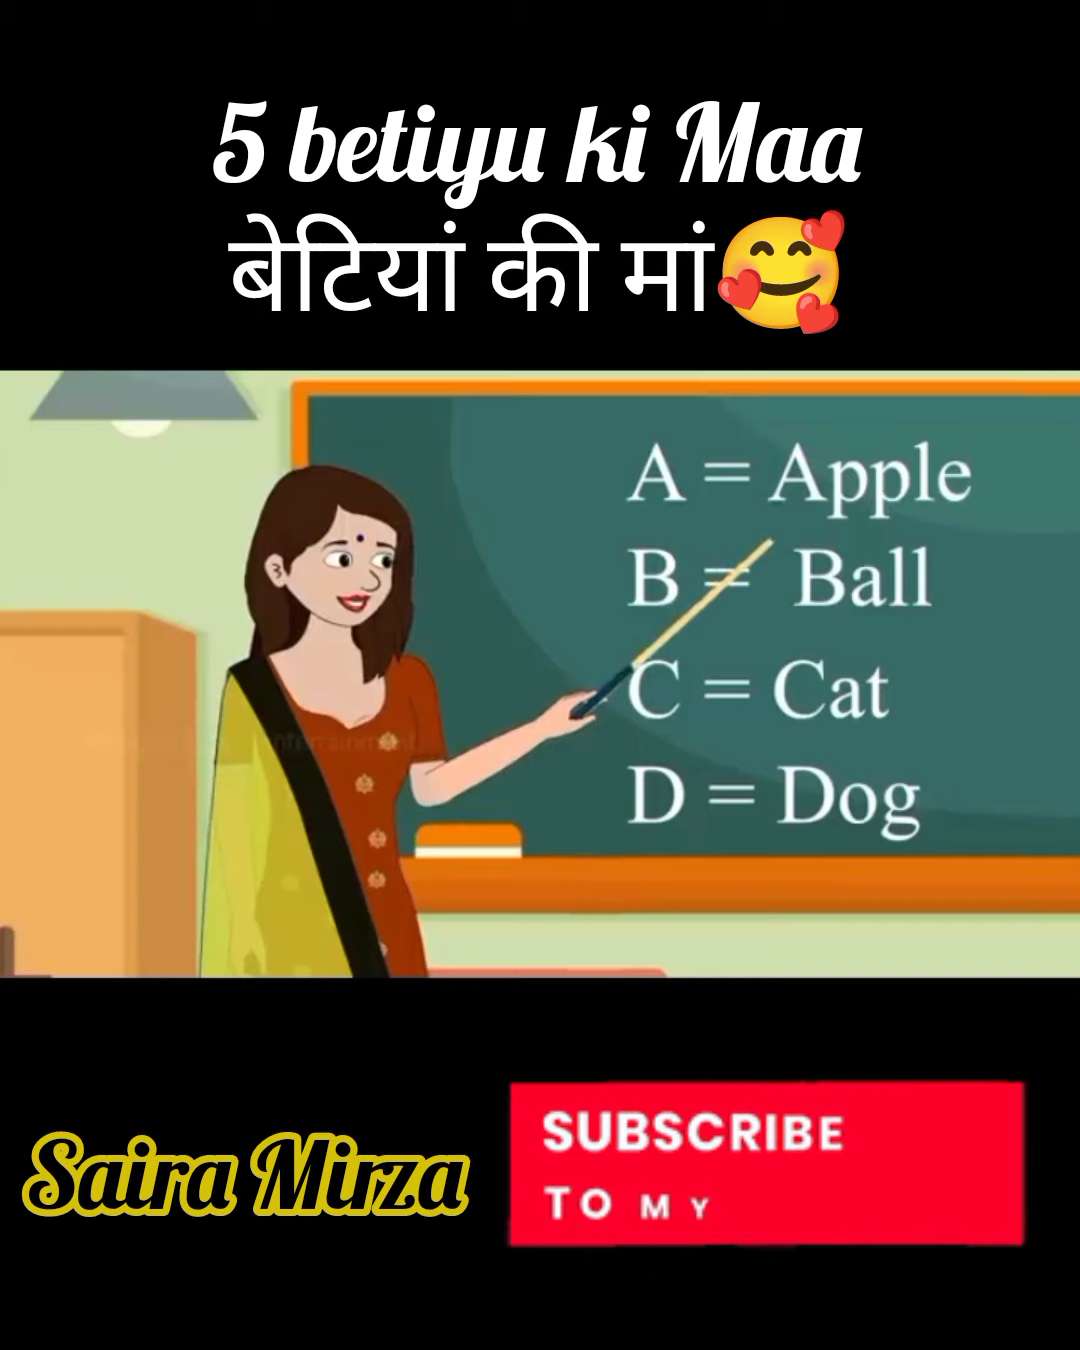 5 betiyu ki Maa
बेटियां की मां🥰
A = Apple
B = Ball
C = Cat
D = Dog
Saira Mirza
SUBSCRIBE
TO MY